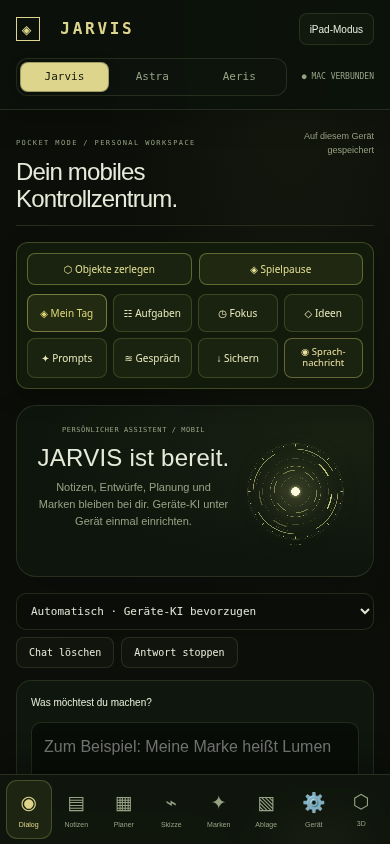 JARVIS
iPad-Modus
Jarvis Astra Aeris
MAC VERBUNDEN
POCKET MODE / PERSONAL WORKSPACE
Auf diesem Gerät
gespeichert
Dein mobiles
Kontrollzentrum.
Objekte zerlegen
Spielpause
Mein Tag
Aufgaben
Fokus
Ideen
Prompts
Gespräch
Sichern
Sprach-
nachricht
PERSÖNLICHER ASSISTENT / MOBIL
JARVIS ist bereit.
Notizen, Entwürfe, Planung und
Marken bleiben bei dir. Geräte-KI unter
Gerät einmal einrichten.
Automatisch · Geräte-KI bevorzugen
Chat löschen
Antwort stoppen
Was möchtest du machen?
Zum Beispiel: Meine Marke heißt Lumen
Dialog
Notizen
Planer
Skizze
Marken
Ablage
Gerät
3D